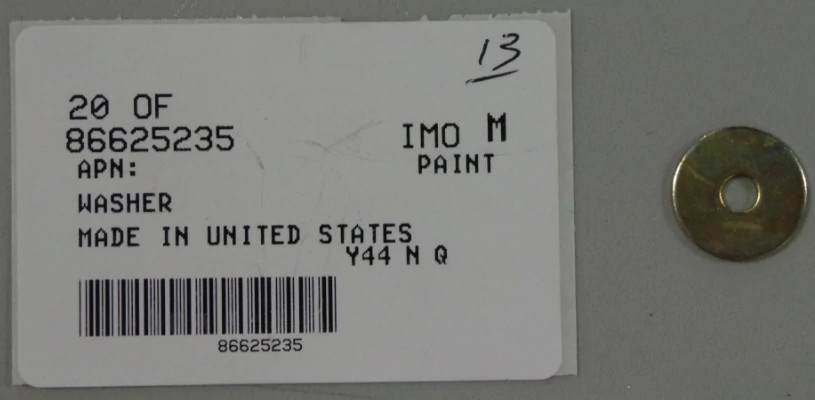 13
20 OF
86625235 IMO M
APN: PAINT
WASHER
MADE IN UNITED STATES
Y44 N Q
86625235